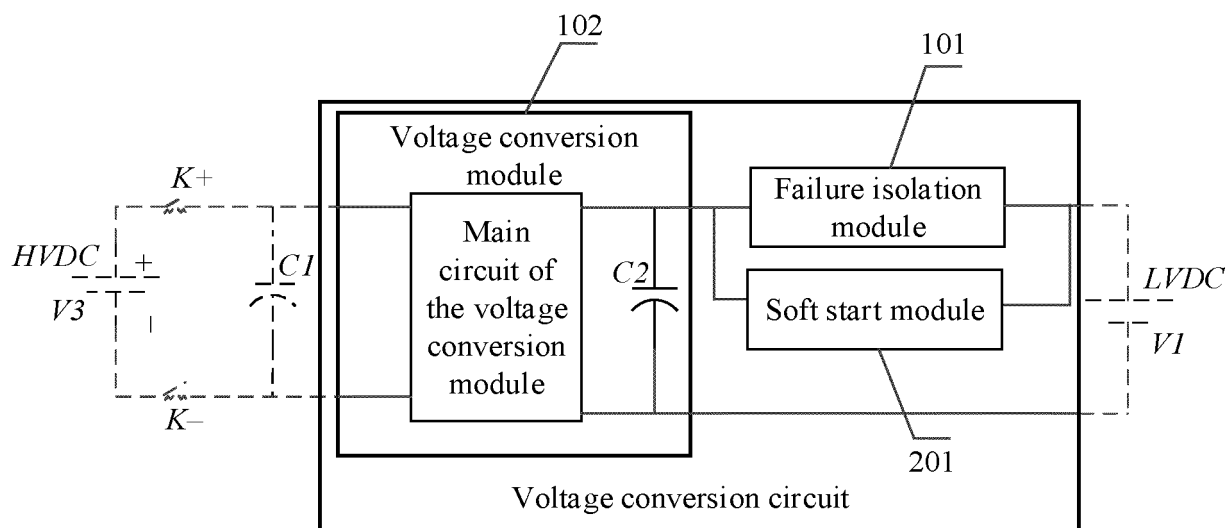 102
101
Voltage conversion
module
K+
Failure isolation
module
Main
circuit of
the voltage
conversion
module
HVDC
+
V3
–
C1
C2
LVDC
V1
Soft start module
K–
201
Voltage conversion circuit